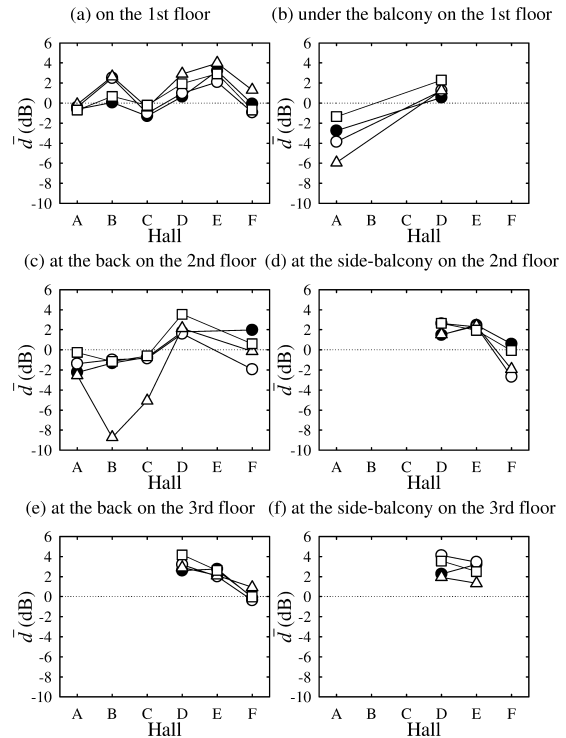 (a) on the 1st floor
6
4
2
0
-2
-4
-6
-8
-10
d̄ (dB)
A B C D E F
Hall
(b) under the balcony on the 1st floor
6
4
2
0
-2
-4
-6
-8
-10
d̄ (dB)
A B C D E F
Hall
(c) at the back on the 2nd floor
6
4
2
0
-2
-4
-6
-8
-10
d̄ (dB)
A B C D E F
Hall
(d) at the side-balcony on the 2nd floor
6
4
2
0
-2
-4
-6
-8
-10
d̄ (dB)
A B C D E F
Hall
(e) at the back on the 3rd floor
6
4
2
0
-2
-4
-6
-8
-10
d̄ (dB)
A B C D E F
Hall
(f) at the side-balcony on the 3rd floor
6
4
2
0
-2
-4
-6
-8
-10
d̄ (dB)
A B C D E F
Hall